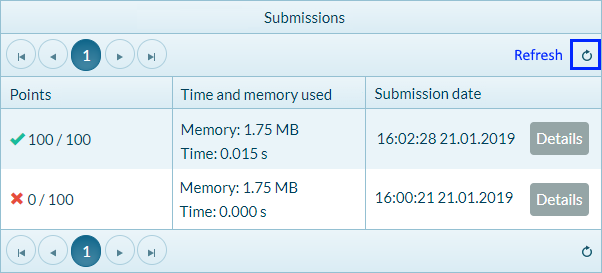 Submissions
1 Refresh
Points Time and memory used Submission date
100 / 100 Memory: 1.75 MB Time: 0.015 s 16:02:28 21.01.2019 Details
0 / 100 Memory: 1.75 MB Time: 0.000 s 16:00:21 21.01.2019 Details
1